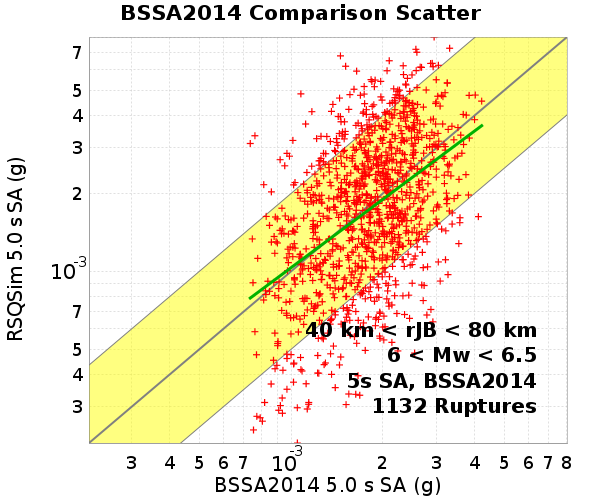 BSSA2014 Comparison Scatter
RSQSim 5.0 s SA (g)
7
5
4
3
2
10-3
7
5
4
3
40 km < rJB < 80 km
6 < Mw < 6.5
5s SA, BSSA2014
1132 Ruptures
3 4 5 6 7 10-3 2 3 4 5 6 7 8
BSSA2014 5.0 s SA (g)